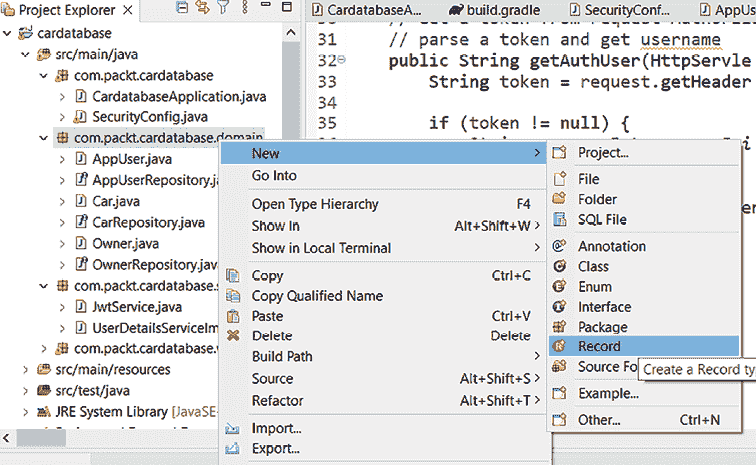 Project Explorer
cardatabase
src/main/java
com.packt.cardatabase
CardatabaseApplication.java
SecurityConfig.java
com.packt.cardatabase.domain
AppUser.java
AppUserRepository.java
Car.java
CarRepository.java
Owner.java
OwnerRepository.java
com.packt.cardatabase.s
JwtService.java
UserDetailsServiceIm
com.packt.cardatabase.
src/main/resources
src/test/java
JRE System Library [JavaSE-
CardatabaseA... build.gradle SecurityConf... AppUs
31 // parse a token and get username
32 public String getAuthUser(HttpServle
33 String token = request.getHeader
34
35 if (token != null) {
New
Go Into
Open Type Hierarchy F4
Show In Alt+Shift+W
Show in Local Terminal
Copy Ctrl+C
Copy Qualified Name
Paste Ctrl+V
Delete Delete
Build Path
Source Alt+Shift+S
Refactor Alt+Shift+T
Import...
Export...
Project...
File
Folder
SQL File
Annotation
Class
Enum
Interface
Package
Record
Source Fo
Create a Record ty
Example...
Other... Ctrl+N